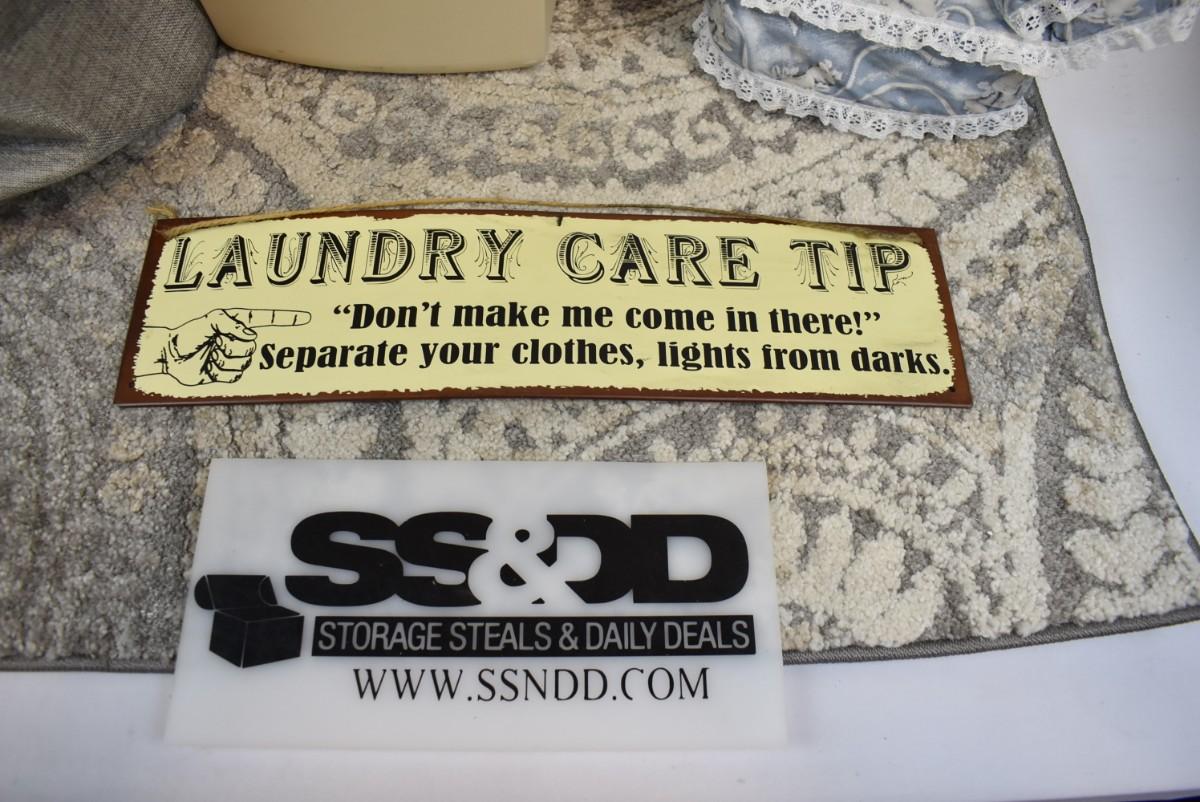 LAUNDRY CARE TIP
“Don’t make me come in there!”
Separate your clothes, lights from darks.
SS&DD
STORAGE STEALS & DAILY DEALS
WWW.SSNDD.COM